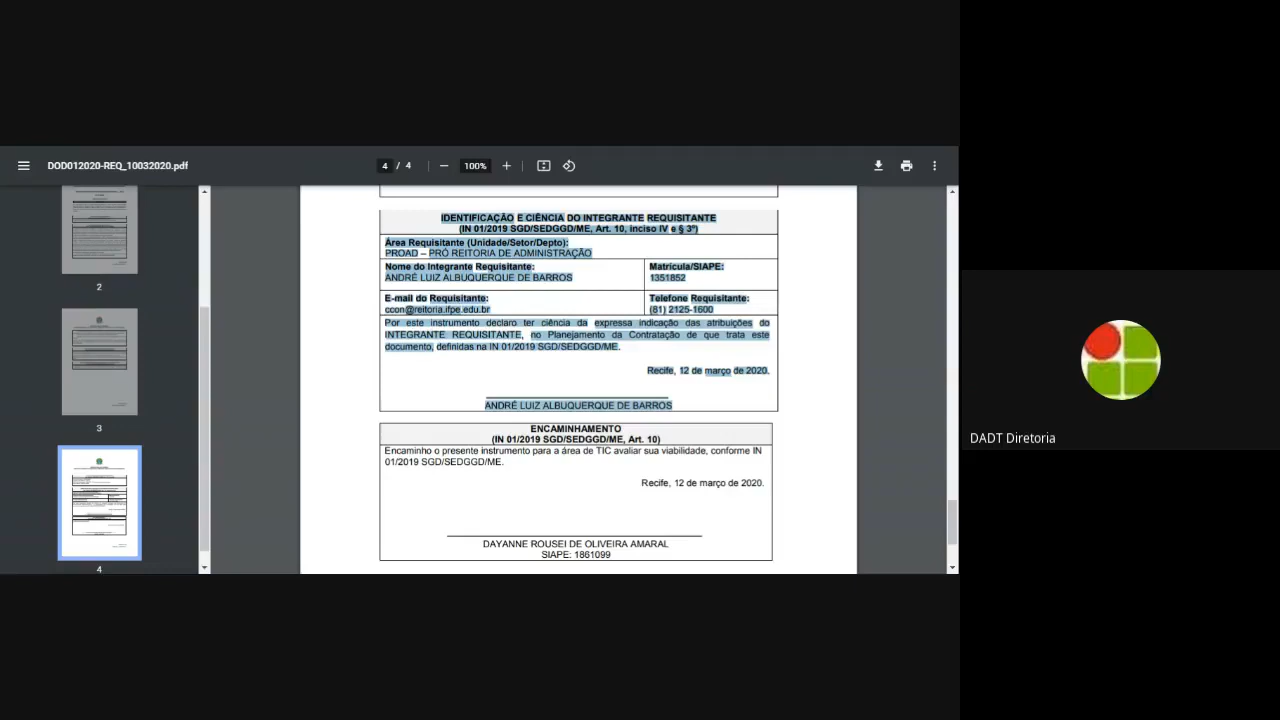 DOD012020-REQ_10032020.pdf
4 / 4
100%
2
3
4
IDENTIFICAÇÃO E CIÊNCIA DO INTEGRANTE REQUISITANTE
(IN 01/2019 SGD/SEDGGD/ME, Art. 10, inciso IV e § 3º)
Área Requisitante (Unidade/Setor/Depto):
PROAD – PRÓ REITORIA DE ADMINISTRAÇÃO
Nome do Integrante Requisitante:
ANDRÉ LUIZ ALBUQUERQUE DE BARROS
Matrícula/SIAPE:
1351852
E-mail do Requisitante:
ccon@reitoria.ifpe.edu.br
Telefone Requisitante:
(81) 2125-1600
Por este instrumento declaro ter ciência da expressa indicação das atribuições do
INTEGRANTE REQUISITANTE, no Planejamento da Contratação de que trata este
documento, definidas na IN 01/2019 SGD/SEDGGD/ME.
Recife, 12 de março de 2020.
ANDRÉ LUIZ ALBUQUERQUE DE BARROS
ENCAMINHAMENTO
(IN 01/2019 SGD/SEDGGD/ME, Art. 10)
Encaminho o presente instrumento para a área de TIC avaliar sua viabilidade, conforme IN
01/2019 SGD/SEDGGD/ME.
Recife, 12 de março de 2020.
DAYANNE ROUSEI DE OLIVEIRA AMARAL
SIAPE: 1861099
DADT Diretoria